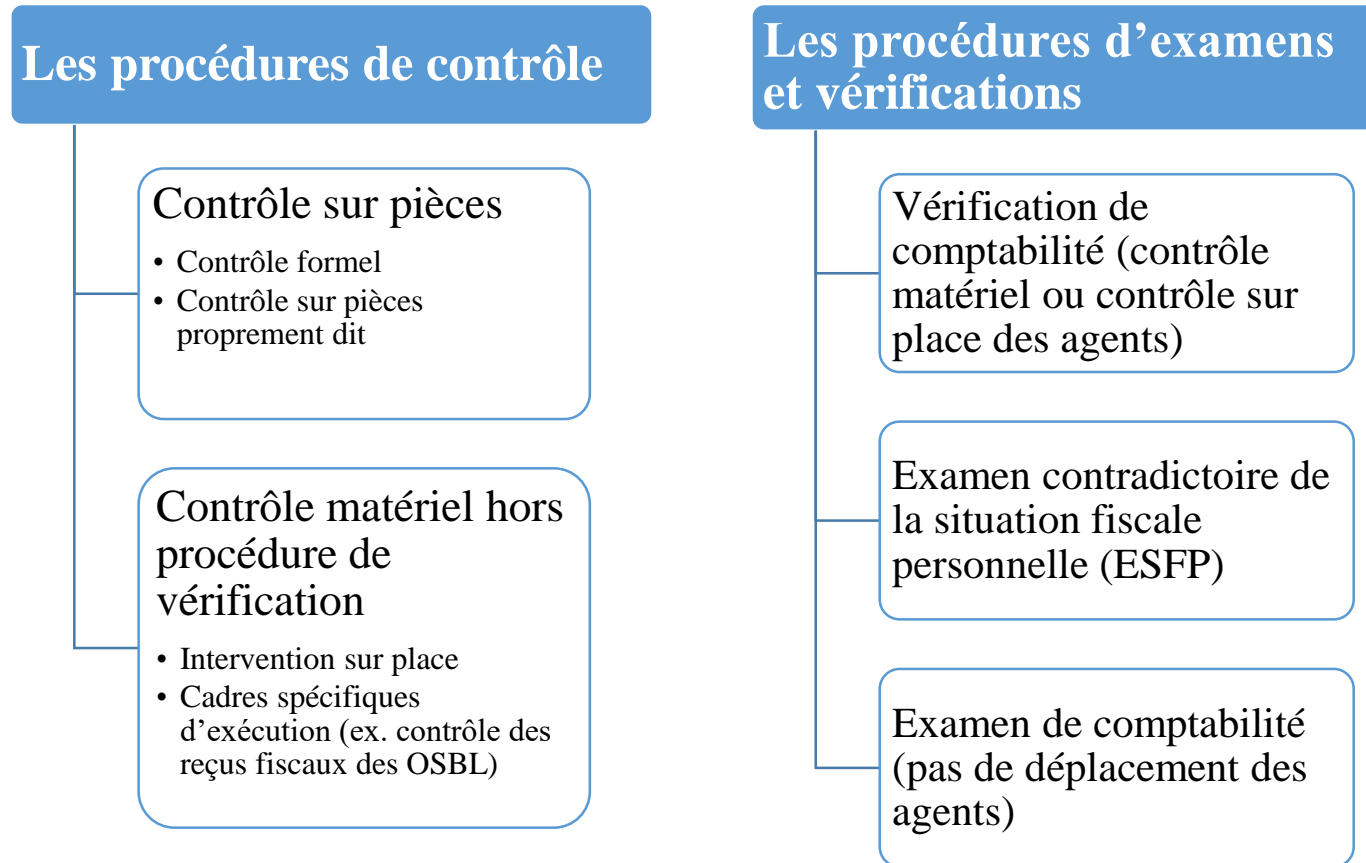 Les procédures de contrôle
Contrôle sur pièces
• Contrôle formel
• Contrôle sur pièces
proprement dit
Contrôle matériel hors
procédure de
vérification
• Intervention sur place
• Cadres spécifiques
d’exécution (ex. contrôle des
reçus fiscaux des OSBL)
Les procédures d’examens
et vérifications
Vérification de
comptabilité (contrôle
matériel ou contrôle sur
place des agents)
Examen contradictoire de
la situation fiscale
personnelle (ESFP)
Examen de comptabilité
(pas de déplacement des
agents)